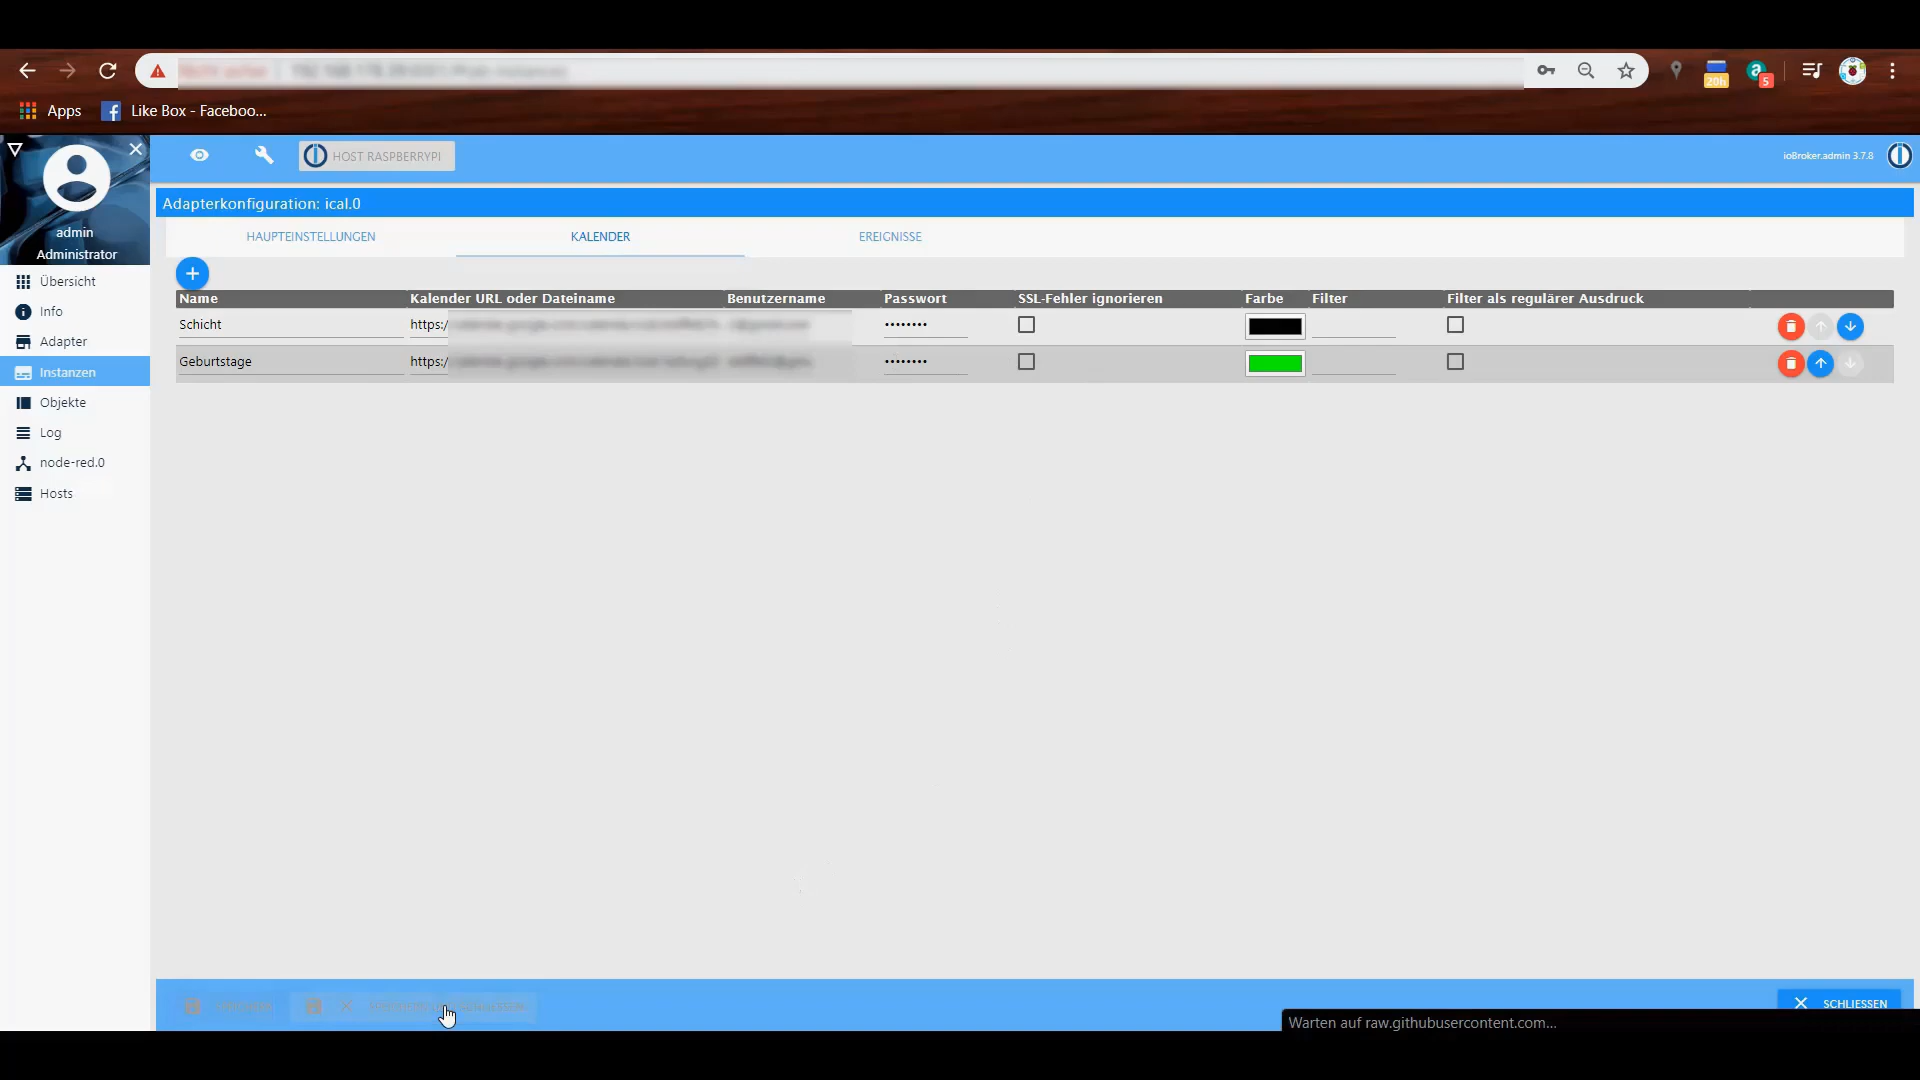 Apps
Like Box - Faceboo...
20h
a
5
HOST RASPBERRYPI
ioBroker.admin 3.7.8
admin
Administrator
Übersicht
Info
Adapter
Instanzen
Objekte
Log
node-red.0
Hosts
Adapterkonfiguration: ical.0
HAUPTEINSTELLUNGEN
KALENDER
EREIGNISSE
Name Kalender URL oder Dateiname Benutzername Passwort SSL-Fehler ignorieren Farbe Filter Filter als regulärer Ausdruck
Schicht https:/ ••••••••
Geburtstage https:/ ••••••••
SCHLIESSEN
Warten auf raw.githubusercontent.com...